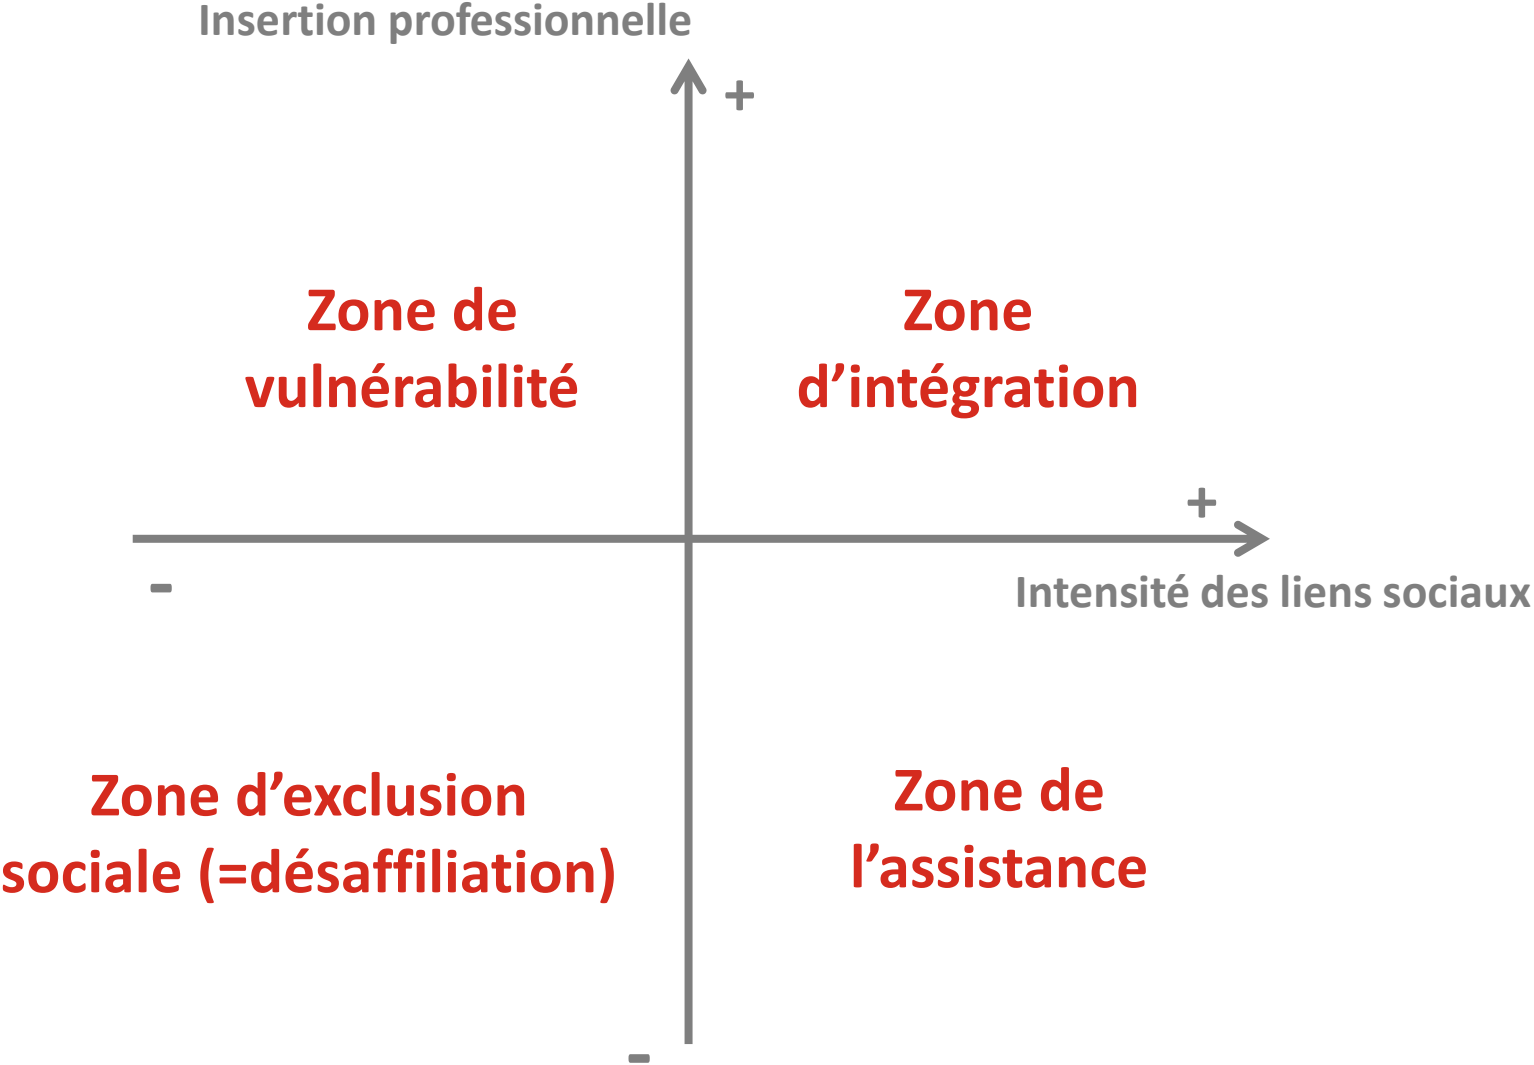 Insertion professionnelle
+
Zone de
vulnérabilité
Zone
d’intégration
+
-
Intensité des liens sociaux
Zone d’exclusion
sociale (=désaffiliation)
Zone de
l’assistance
-